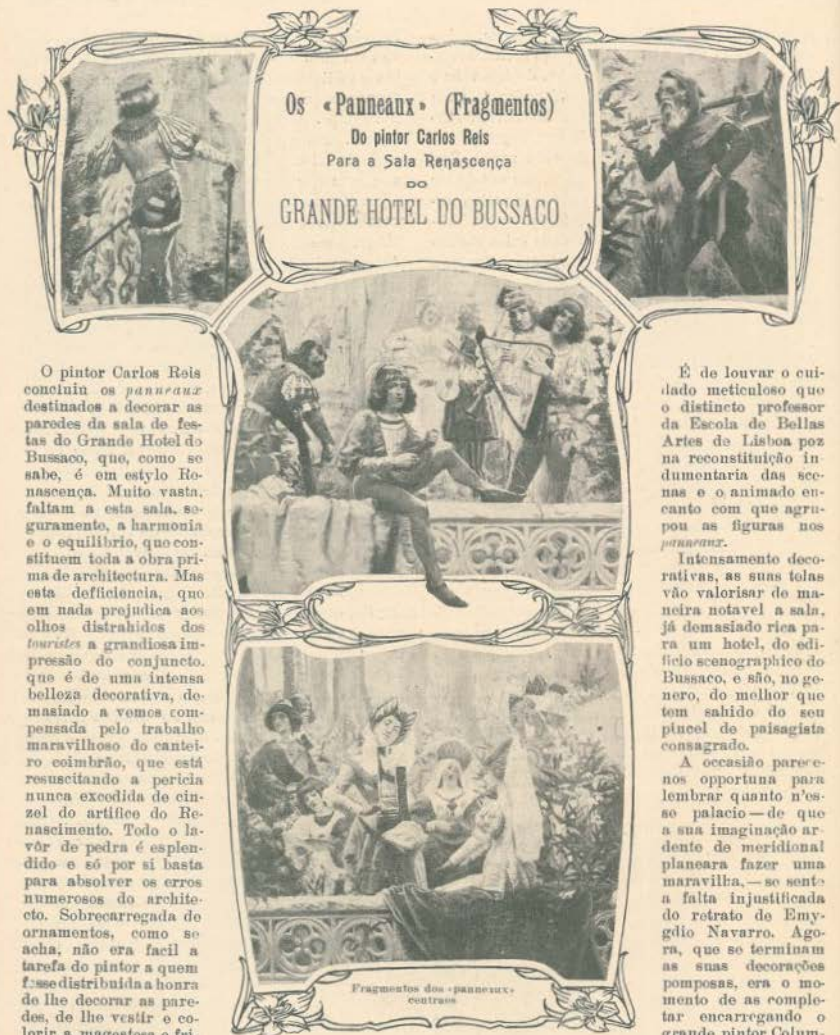 Os «Panneaux» (Fragmentos)
Do pintor Carlos Reis
Para a Sala Renascença
DO
GRANDE HOTEL DO BUSSACO
O pintor Carlos Reis
concluiu os panneaux
destinados a decorar as
paredes da sala de fes-
tas do Grande Hotel do
Bussaco, que, como se
sabe, é em estylo Re-
nascença. Muito vasta,
faltam a esta sala, se-
guramente, a harmonia
e o equilibrio, que con-
stituem toda a obra pri-
ma de architectura. Mas
esta defficiencia, que
em nada prejudica aos
olhos distrahidos dos
touristes a grandiosa im-
pressão do conjuncto,
que é de uma intensa
belleza decorativa, de-
masiado a vemos com-
pensada pelo trabalho
maravilhoso do cantei-
ro coimbrão, que está
resuscitando a pericia
nunca excedida de cin-
zel do artifice do Re-
nascimento. Todo o la-
vôr de pedra é esplen-
dido e só por si basta
para absolver os erros
numerosos do archite-
cto. Sobrecarregada de
ornamentos, como se
acha, não era facil a
tarefa do pintor a quem
fosse distribuida a honra
de lhe decorar as pare-
des, de lhe vestir e co-
lorir a magestosa e fri-
Fragmentos dos «panneaux»
centraes
É de louvar o cui-
dado meticuloso que
o distincto professor
da Escola de Bellas
Artes de Lisboa poz
na reconstituição in-
dumentaria das sce-
nas e o animado en-
canto com que agru-
pou as figuras nos
panneaux.
Intensamente deco-
rativas, as suas telas
vão valorisar de ma-
neira notavel a sala,
já demasiado rica pa-
ra um hotel, do edi-
ficio scenographico do
Bussaco, e são, no ge-
nero, do melhor que
tem sahido do seu
pincel de paisagista
consagrado.
A occasião parece-
nos opportuna para
lembrar quanto n'es-
se palacio—de que
a sua imaginação ar-
dente de meridional
planeara fazer uma
maravilha,—se sente
a falta injustificada
do retrato de Emy-
gdio Navarro. Ago-
ra, que se terminam
as suas decorações
pomposas, era o mo-
mento de as comple-
tar encarregando o
grande pintor Colum-